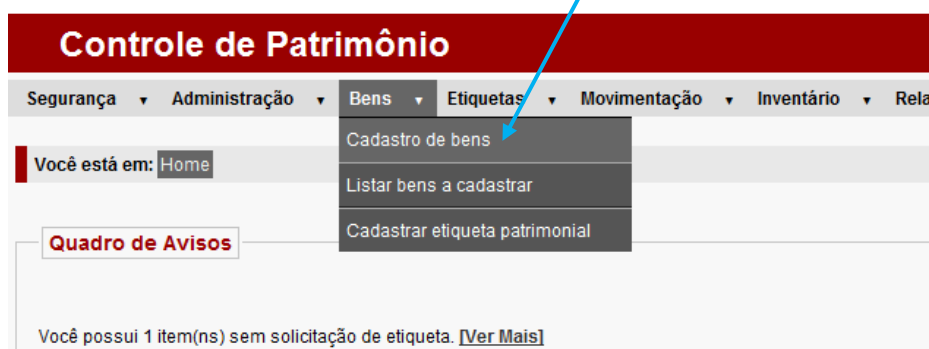 Controle de Patrimônio
Segurança ▼ Administração ▼ Bens ▼ Etiquetas ▼ Movimentação ▼ Inventário ▼ Rela
Cadastro de bens
Você está em: Home
Listar bens a cadastrar
Cadastrar etiqueta patrimonial
Quadro de Avisos
Você possui 1 item(ns) sem solicitação de etiqueta. [Ver Mais]